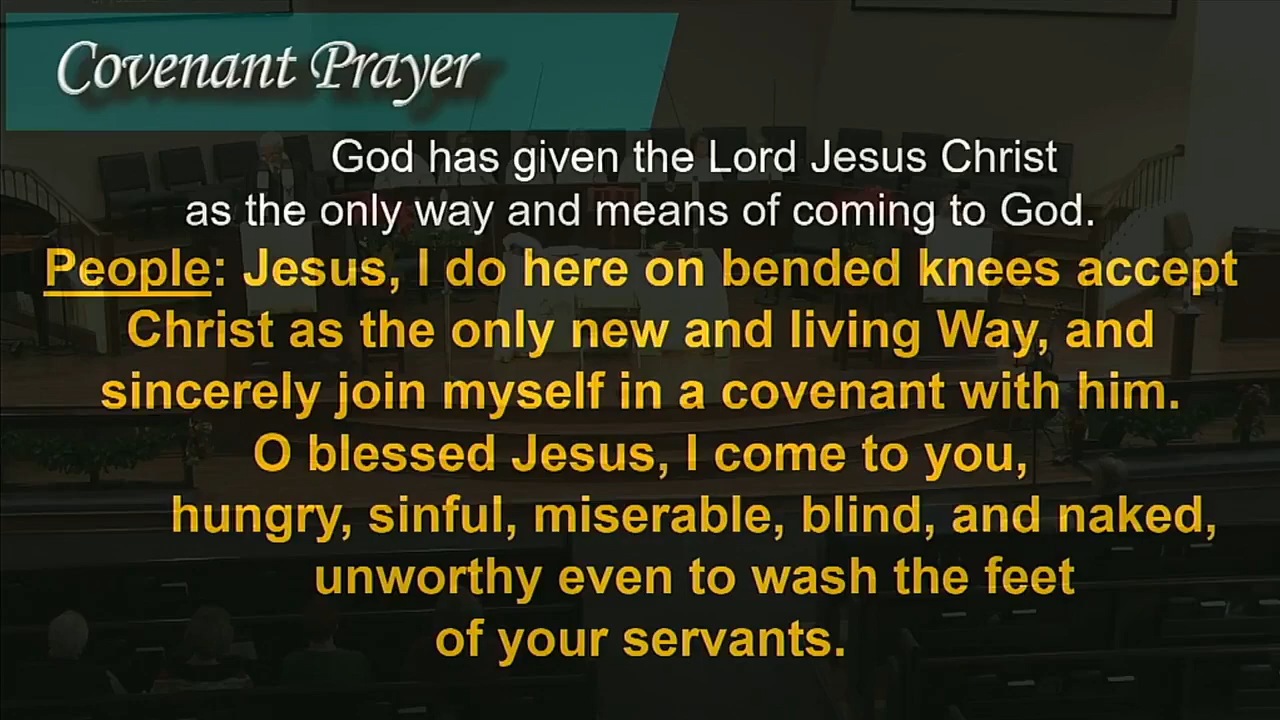 Covenant Prayer
God has given the Lord Jesus Christ
as the only way and means of coming to God.
People: Jesus, I do here on bended knees accept
Christ as the only new and living Way, and
sincerely join myself in a covenant with him.
O blessed Jesus, I come to you,
hungry, sinful, miserable, blind, and naked,
unworthy even to wash the feet
of your servants.